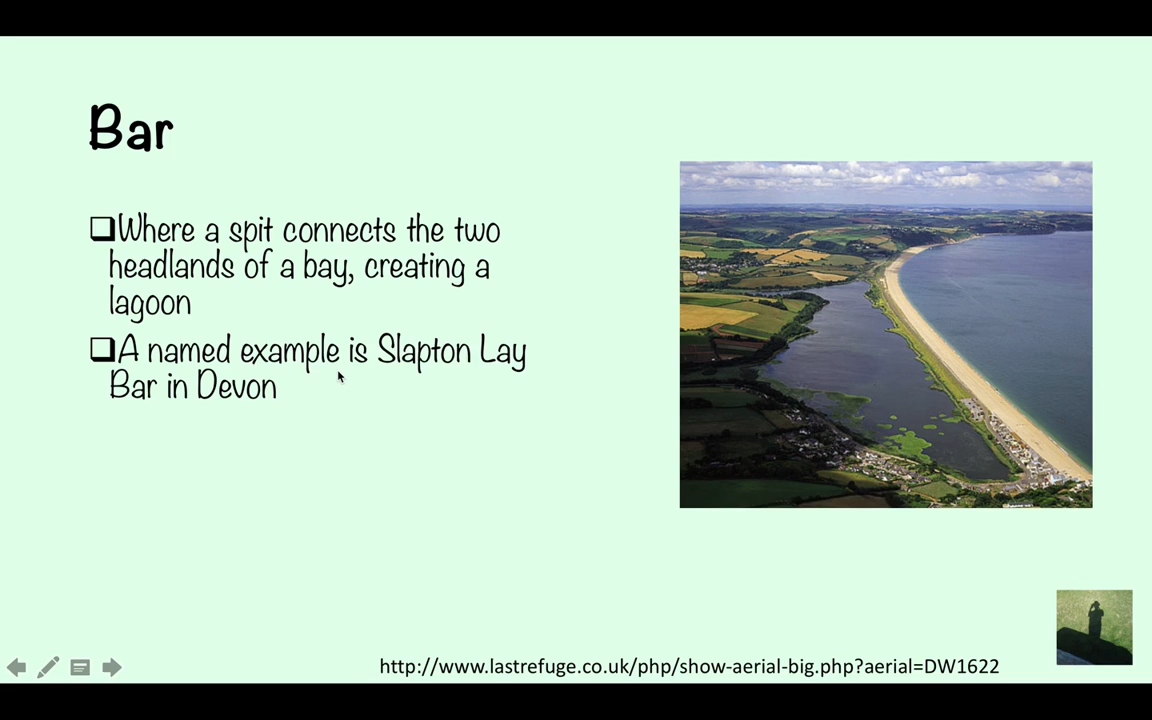 Bar
Where a spit connects the two
headlands of a bay, creating a
lagoon
A named example is Slapton Lay
Bar in Devon
http://www.lastrefuge.co.uk/php/show-aerial-big.php?aerial=DW1622